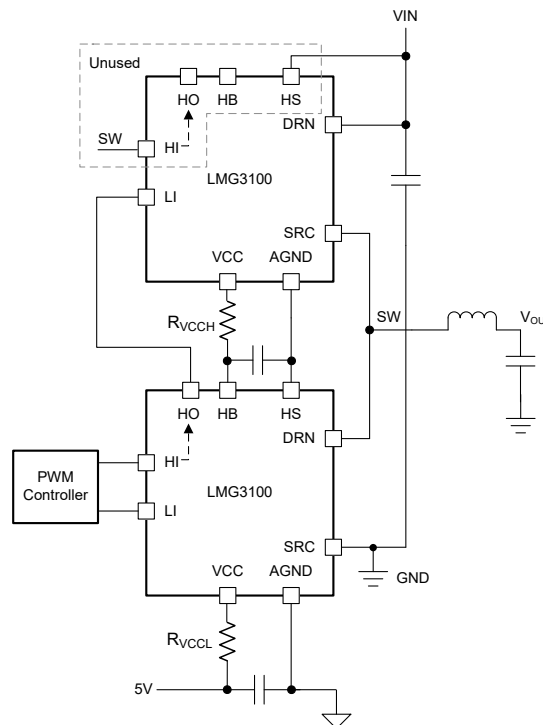 VIN
Unused
HO HB HS
DRN
SW
HI
LMG3100
LI
SRC
VCC AGND
SW
VOU
RVCCH
HO HB HS
DRN
HI
PWM
Controller
LMG3100
LI
SRC
GND
VCC AGND
RVCCL
5V